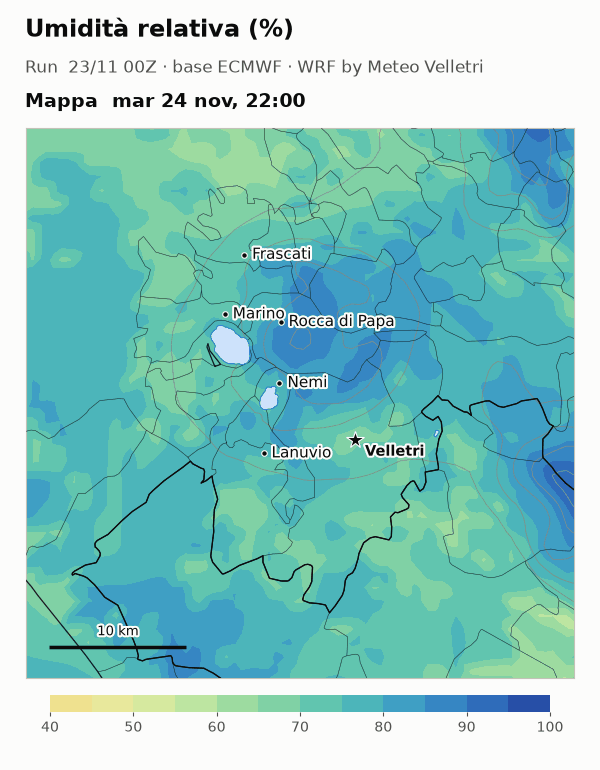 Umidità relativa (%)
Run  23/11 00Z · base ECMWF · WRF by Meteo Velletri
Mappa  mar 24 nov, 22:00
Frascati
Marino
Rocca di Papa
Nemi
Velletri
Lanuvio
10 km
40 50 60 70 80 90 100